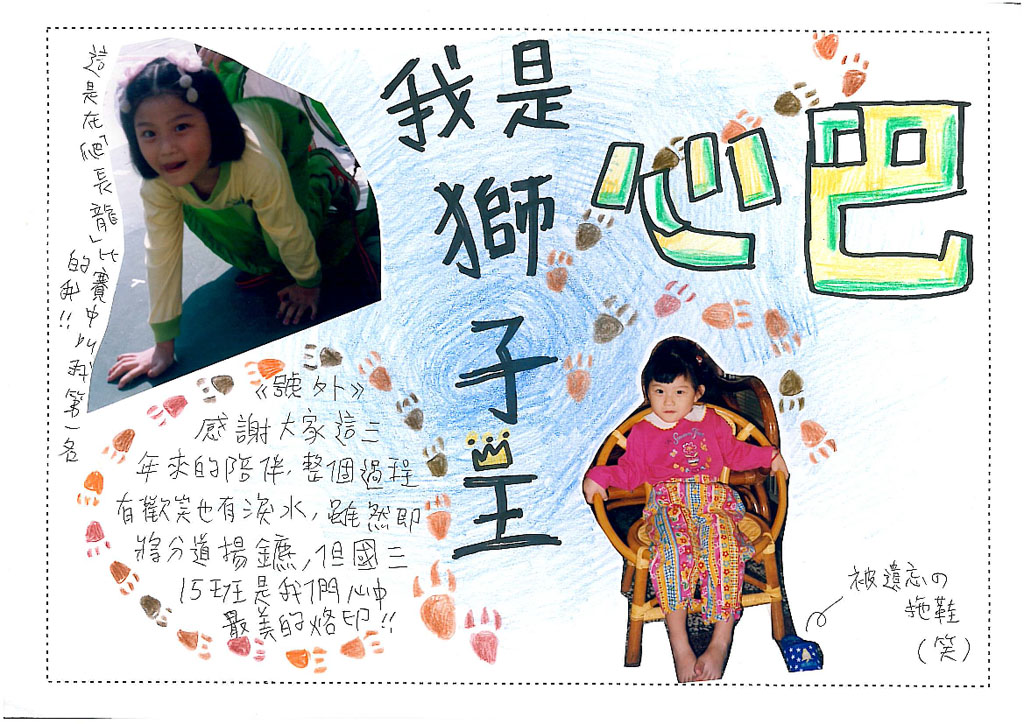 這是在「爬長龍」比賽中以我第一名
的我!!
我是
獅
子
王
心巴
《號外》
感謝大家這三
年來的陪伴,整個過程
有歡笑也有淚水,雖然即
將分道揚鑣,但國三
15班是我們心中
最美的烙印!!
被遺忘の
拖鞋
(笑)